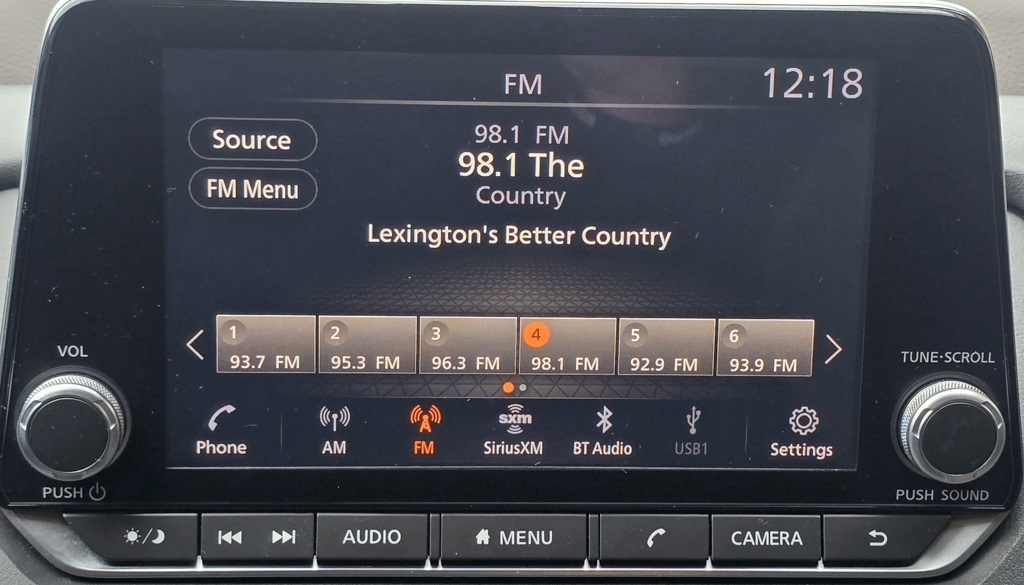 FM
12:18
Source
98.1 FM
98.1 The
FM Menu
Country
Lexington's Better Country
1 2 3 4 5 6
93.7 FM 95.3 FM 96.3 FM 98.1 FM 92.9 FM 93.9 FM
VOL
TUNE·SCROLL
sxm
Phone AM FM SiriusXM BT Audio USB1 Settings
PUSH
PUSH SOUND
AUDIO MENU CAMERA